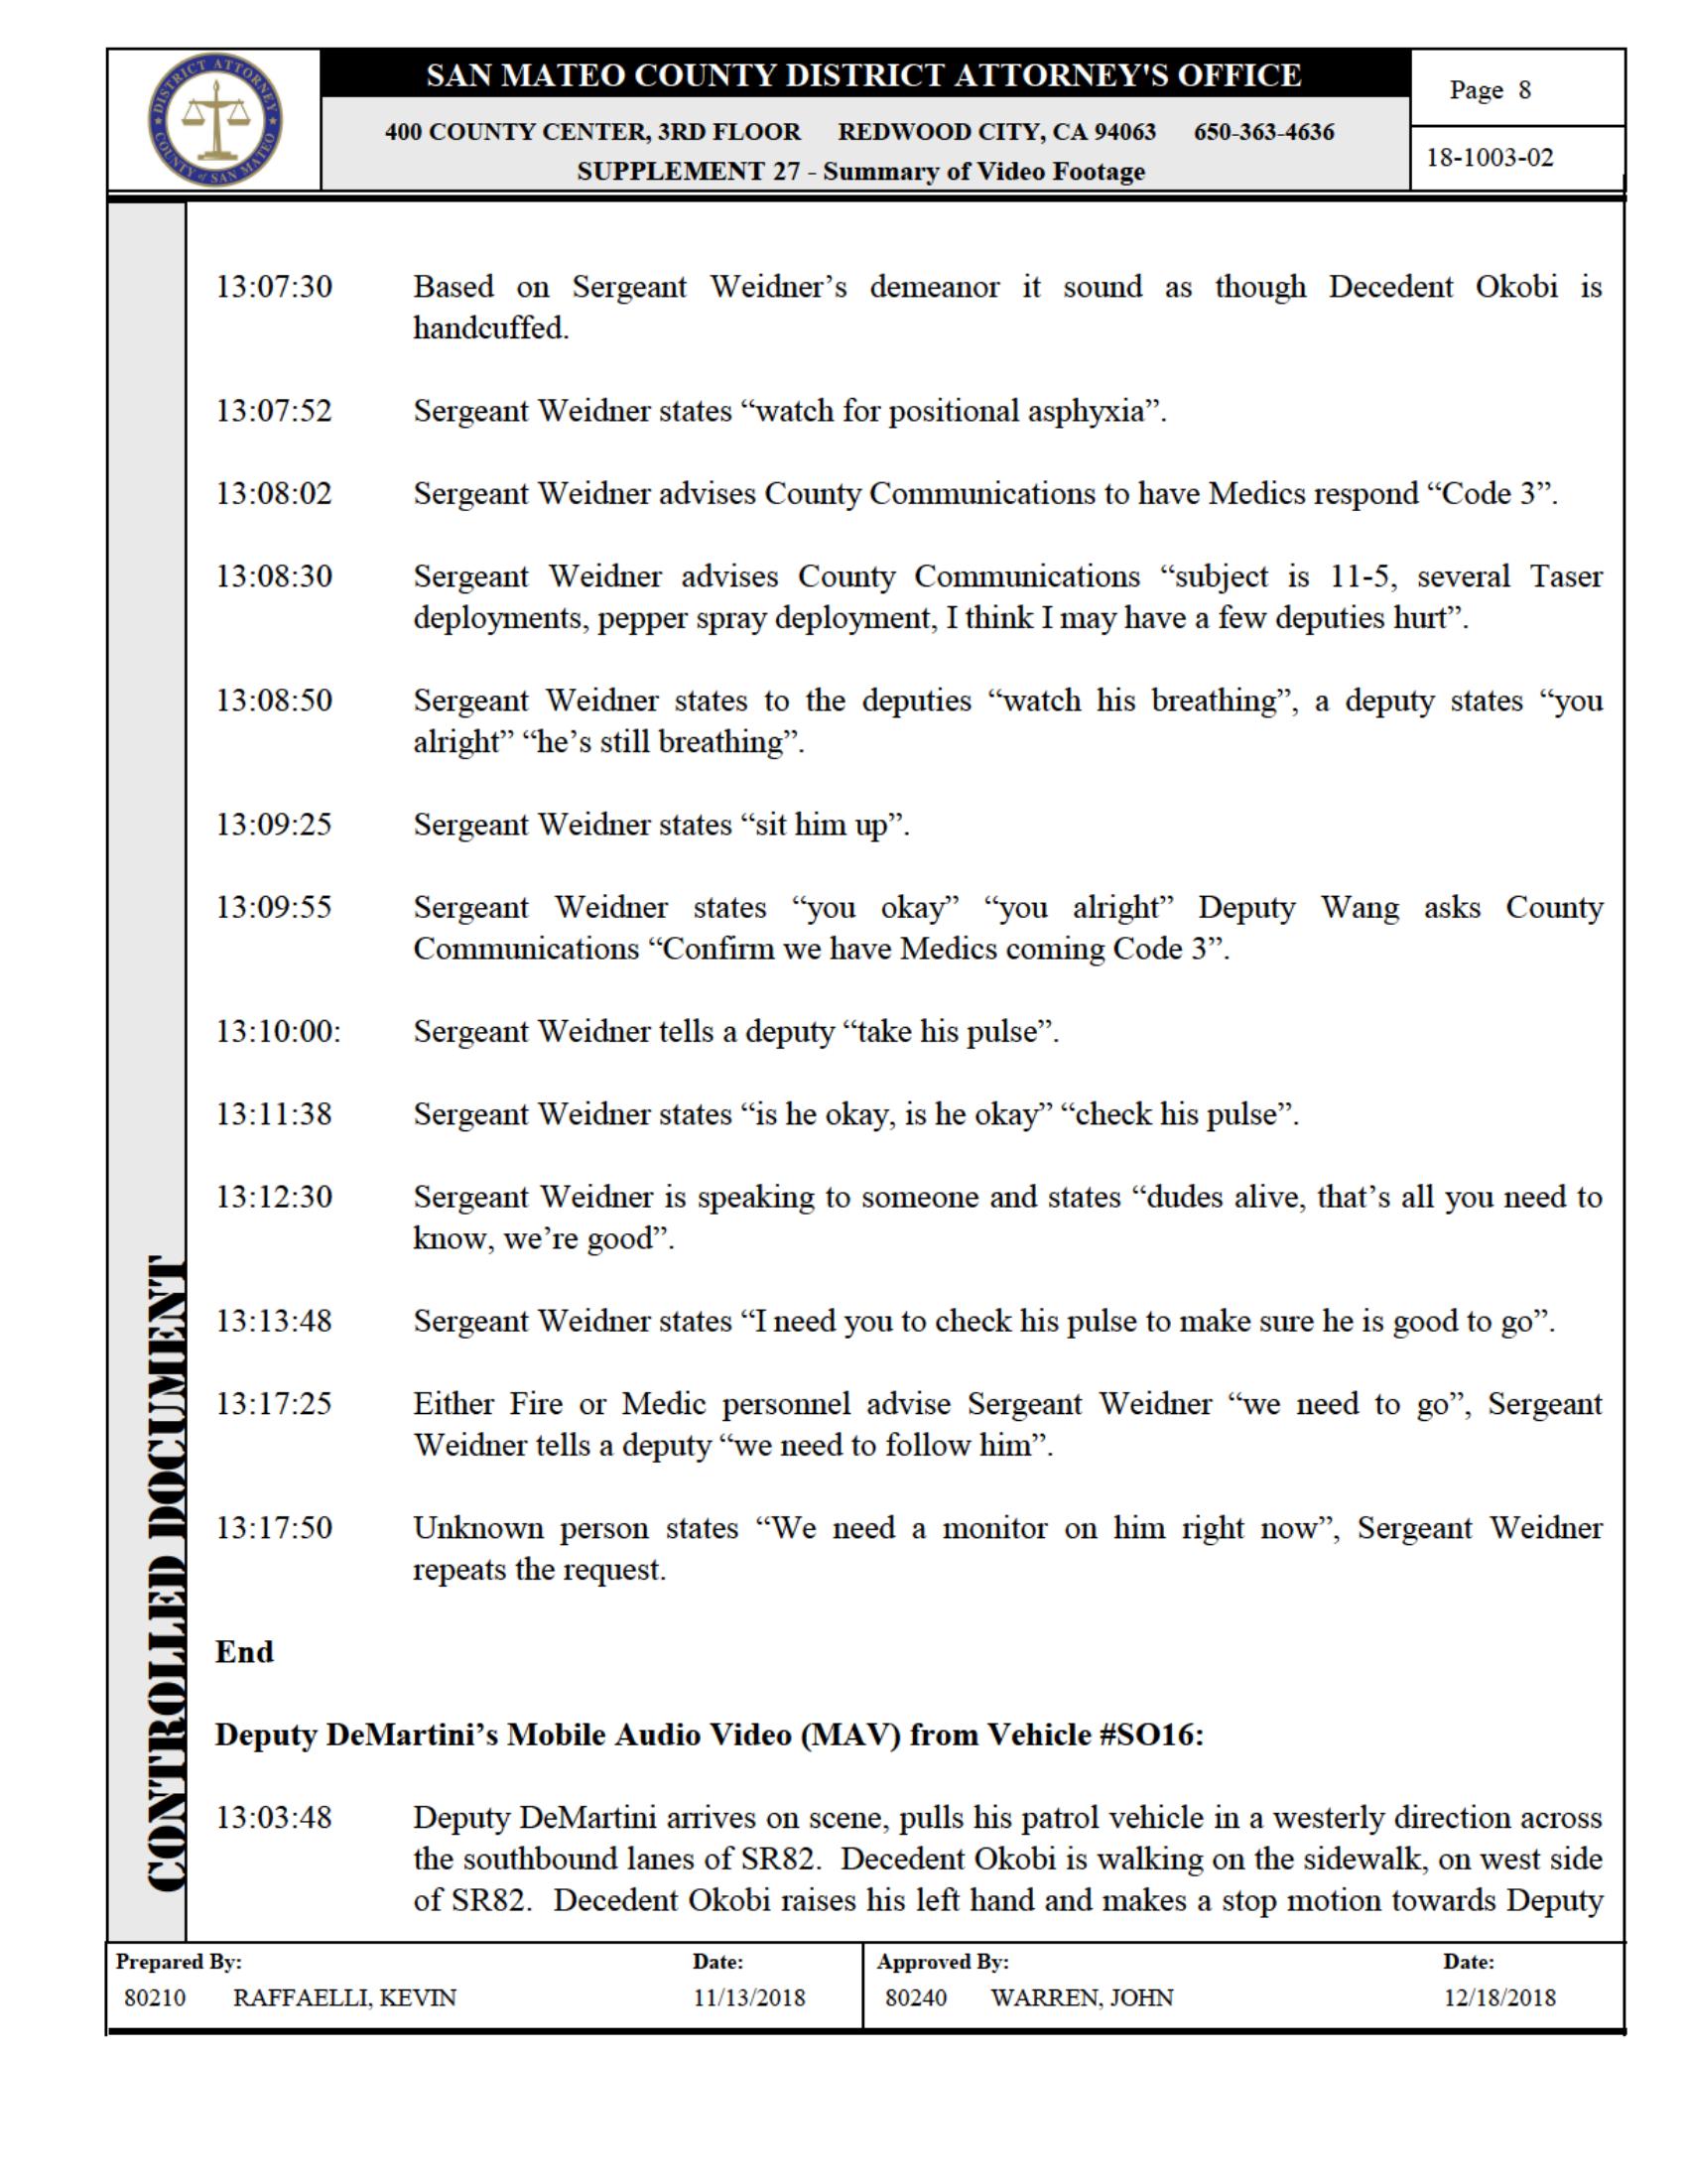 DISTRICT ATTORNEY
COUNTY of SAN MATEO
SAN MATEO COUNTY DISTRICT ATTORNEY'S OFFICE
400 COUNTY CENTER, 3RD FLOOR REDWOOD CITY, CA 94063 650-363-4636
SUPPLEMENT 27 - Summary of Video Footage
Page 8
18-1003-02
13:07:30 Based on Sergeant Weidner’s demeanor it sound as though Decedent Okobi is
handcuffed.
13:07:52 Sergeant Weidner states “watch for positional asphyxia”.
13:08:02 Sergeant Weidner advises County Communications to have Medics respond “Code 3”.
13:08:30 Sergeant Weidner advises County Communications “subject is 11-5, several Taser
deployments, pepper spray deployment, I think I may have a few deputies hurt”.
13:08:50 Sergeant Weidner states to the deputies “watch his breathing”, a deputy states “you
alright” “he’s still breathing”.
13:09:25 Sergeant Weidner states “sit him up”.
13:09:55 Sergeant Weidner states “you okay” “you alright” Deputy Wang asks County
Communications “Confirm we have Medics coming Code 3”.
13:10:00: Sergeant Weidner tells a deputy “take his pulse”.
13:11:38 Sergeant Weidner states “is he okay, is he okay” “check his pulse”.
13:12:30 Sergeant Weidner is speaking to someone and states “dudes alive, that’s all you need to
know, we’re good”.
13:13:48 Sergeant Weidner states “I need you to check his pulse to make sure he is good to go”.
13:17:25 Either Fire or Medic personnel advise Sergeant Weidner “we need to go”, Sergeant
Weidner tells a deputy “we need to follow him”.
13:17:50 Unknown person states “We need a monitor on him right now”, Sergeant Weidner
repeats the request.
End
Deputy DeMartini’s Mobile Audio Video (MAV) from Vehicle #SO16:
13:03:48 Deputy DeMartini arrives on scene, pulls his patrol vehicle in a westerly direction across
the southbound lanes of SR82. Decedent Okobi is walking on the sidewalk, on west side
of SR82. Decedent Okobi raises his left hand and makes a stop motion towards Deputy
CONTROLLED DOCUMENT
Prepared By: Date: Approved By: Date:
80210 RAFFAELLI, KEVIN 11/13/2018 80240 WARREN, JOHN 12/18/2018